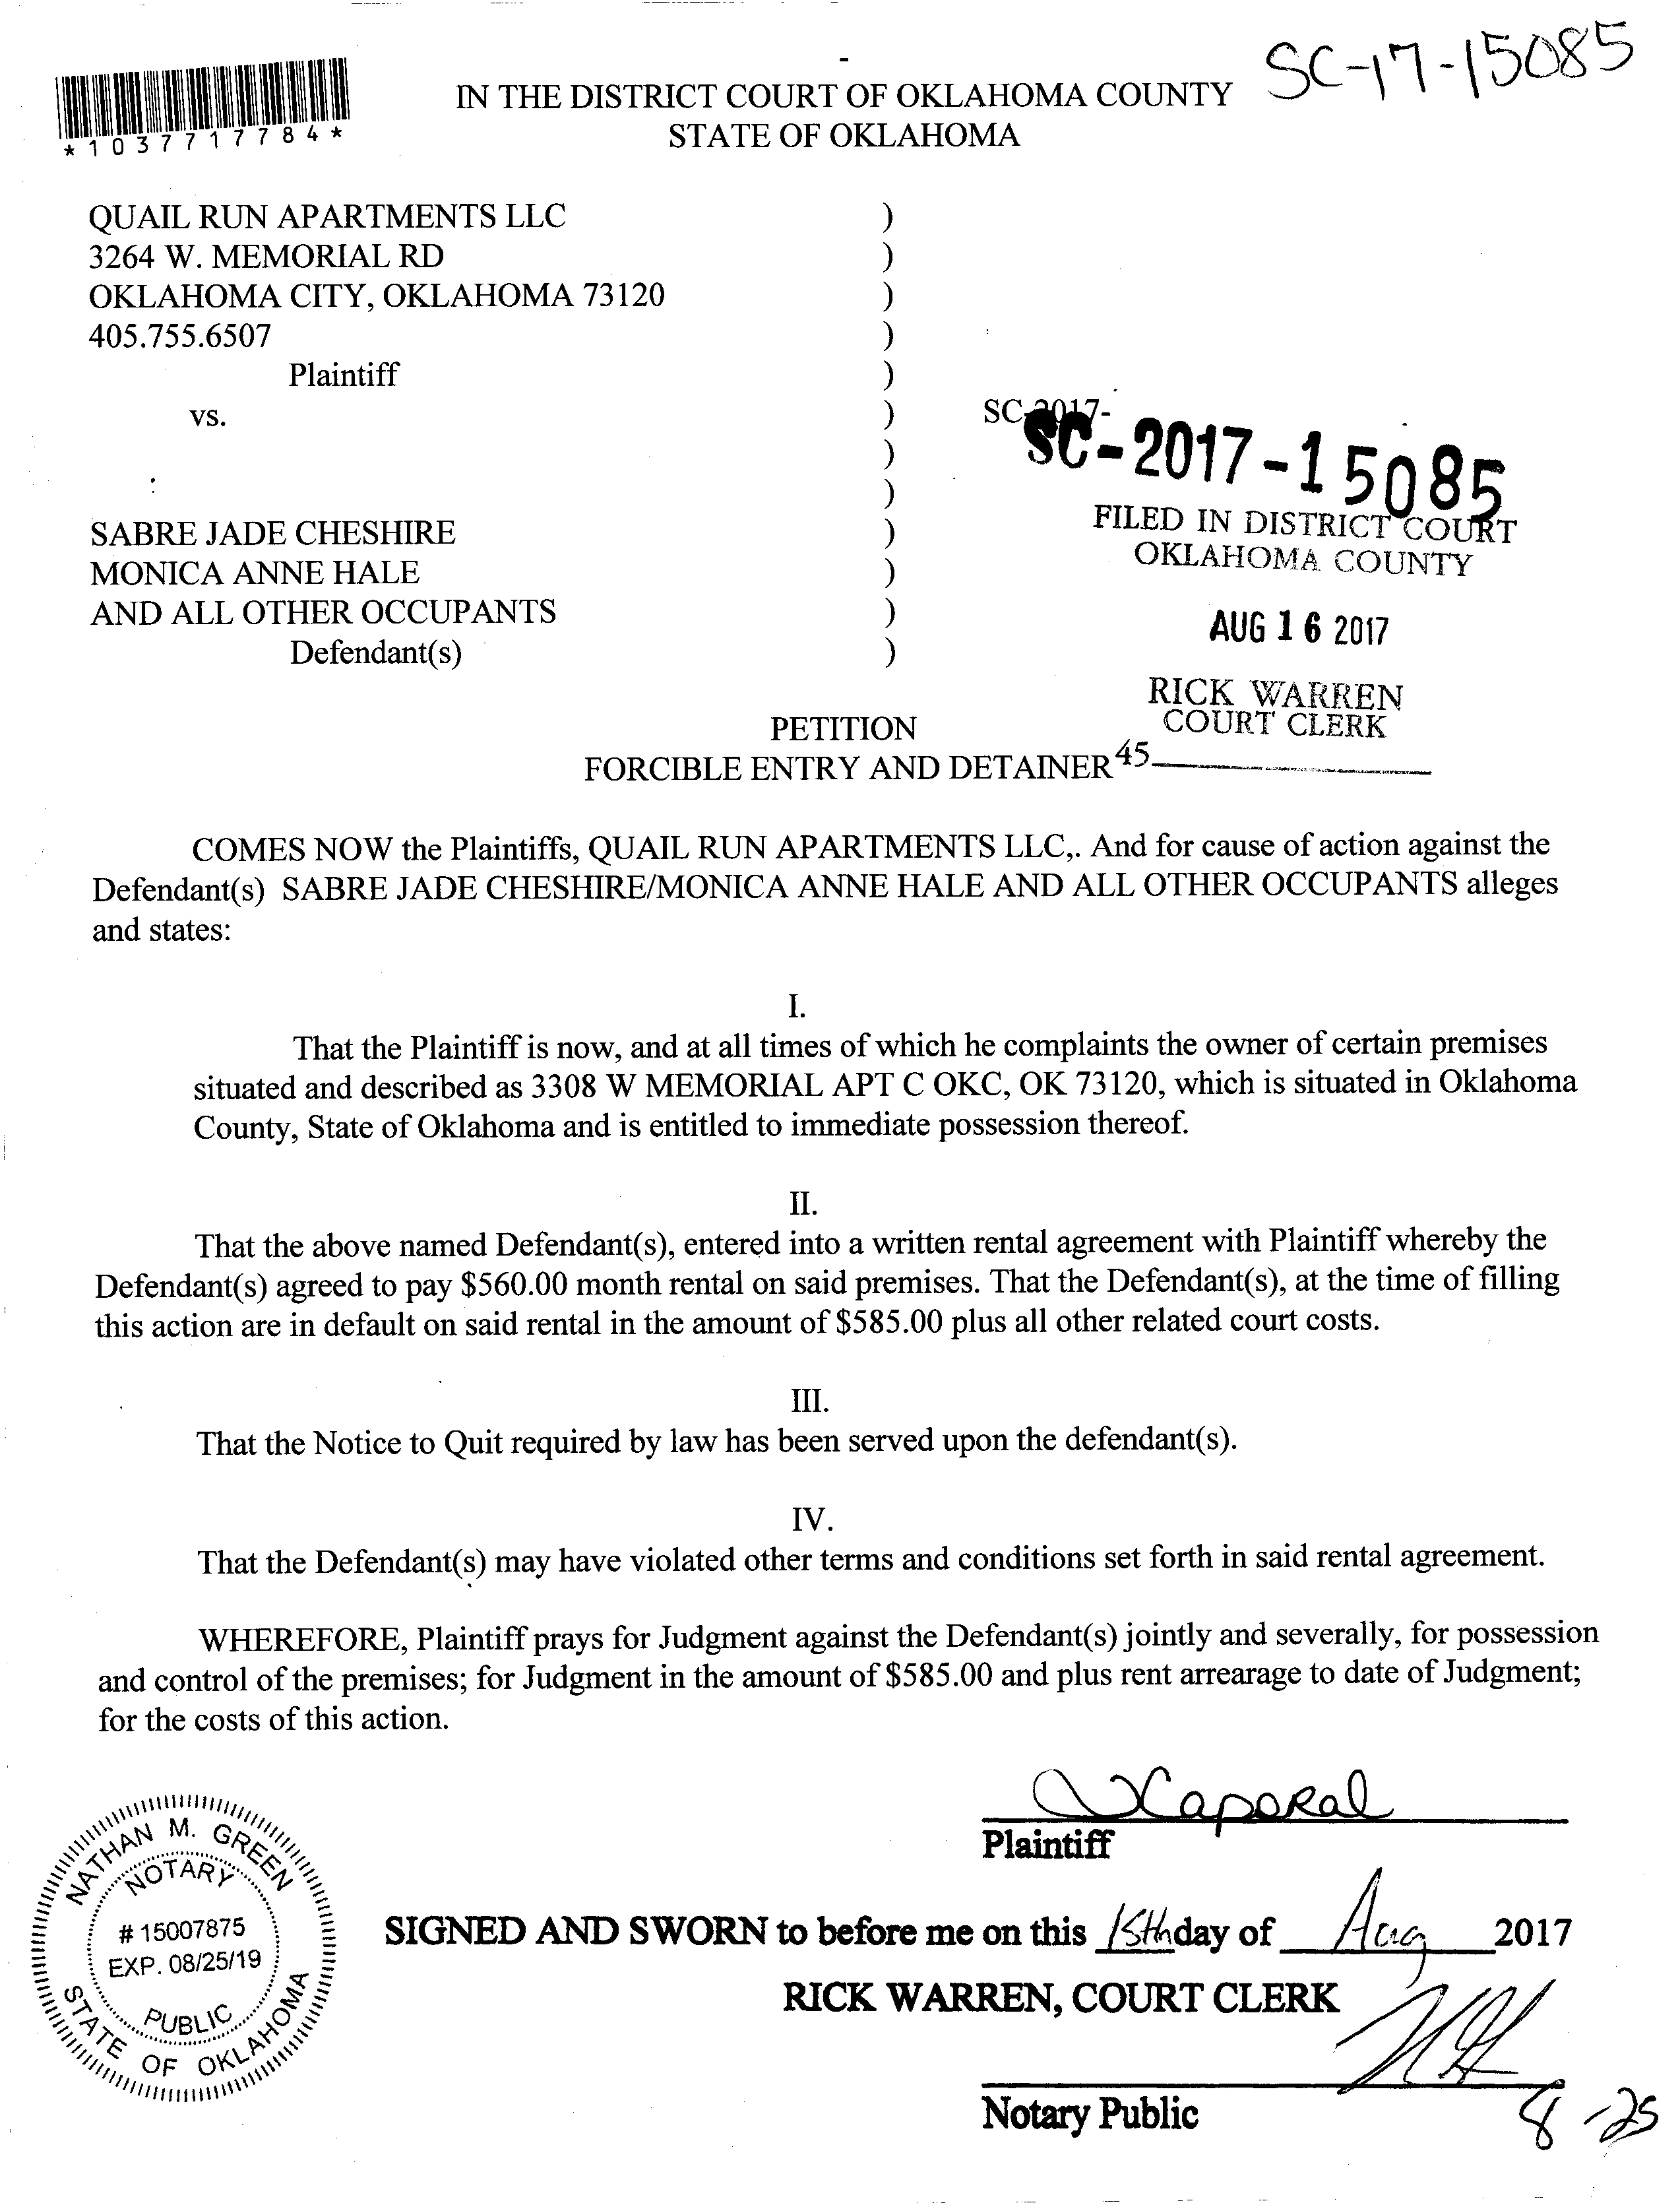 SC-17-15085
*1037717784*
IN THE DISTRICT COURT OF OKLAHOMA COUNTY
STATE OF OKLAHOMA
QUAIL RUN APARTMENTS LLC )
3264 W. MEMORIAL RD )
OKLAHOMA CITY, OKLAHOMA 73120 )
405.755.6507 )
Plaintiff )
vs. )
SC-2017-
SC-2017-15085
)
: )
SABRE JADE CHESHIRE )
MONICA ANNE HALE )
AND ALL OTHER OCCUPANTS )
Defendant(s) )
FILED IN DISTRICT COURT
OKLAHOMA COUNTY
AUG 16 2017
RICK WARREN
COURT CLERK
45
PETITION
FORCIBLE ENTRY AND DETAINER
COMES NOW the Plaintiffs, QUAIL RUN APARTMENTS LLC,. And for cause of action against the
Defendant(s) SABRE JADE CHESHIRE/MONICA ANNE HALE AND ALL OTHER OCCUPANTS alleges
and states:
I.
That the Plaintiff is now, and at all times of which he complaints the owner of certain premises
situated and described as 3308 W MEMORIAL APT C OKC, OK 73120, which is situated in Oklahoma
County, State of Oklahoma and is entitled to immediate possession thereof.
II.
That the above named Defendant(s), entered into a written rental agreement with Plaintiff whereby the
Defendant(s) agreed to pay $560.00 month rental on said premises. That the Defendant(s), at the time of filling
this action are in default on said rental in the amount of $585.00 plus all other related court costs.
III.
That the Notice to Quit required by law has been served upon the defendant(s).
IV.
That the Defendant(s) may have violated other terms and conditions set forth in said rental agreement.
WHEREFORE, Plaintiff prays for Judgment against the Defendant(s) jointly and severally, for possession
and control of the premises; for Judgment in the amount of $585.00 and plus rent arrearage to date of Judgment;
for the costs of this action.
Caporal
Plaintiff
NATHAN M. GREEN
NOTARY
# 15007875
EXP. 08/25/19
PUBLIC
STATE OF OKLAHOMA
SIGNED AND SWORN to before me on this 15th day of Aug 2017
RICK WARREN, COURT CLERK
Notary Public
8-25